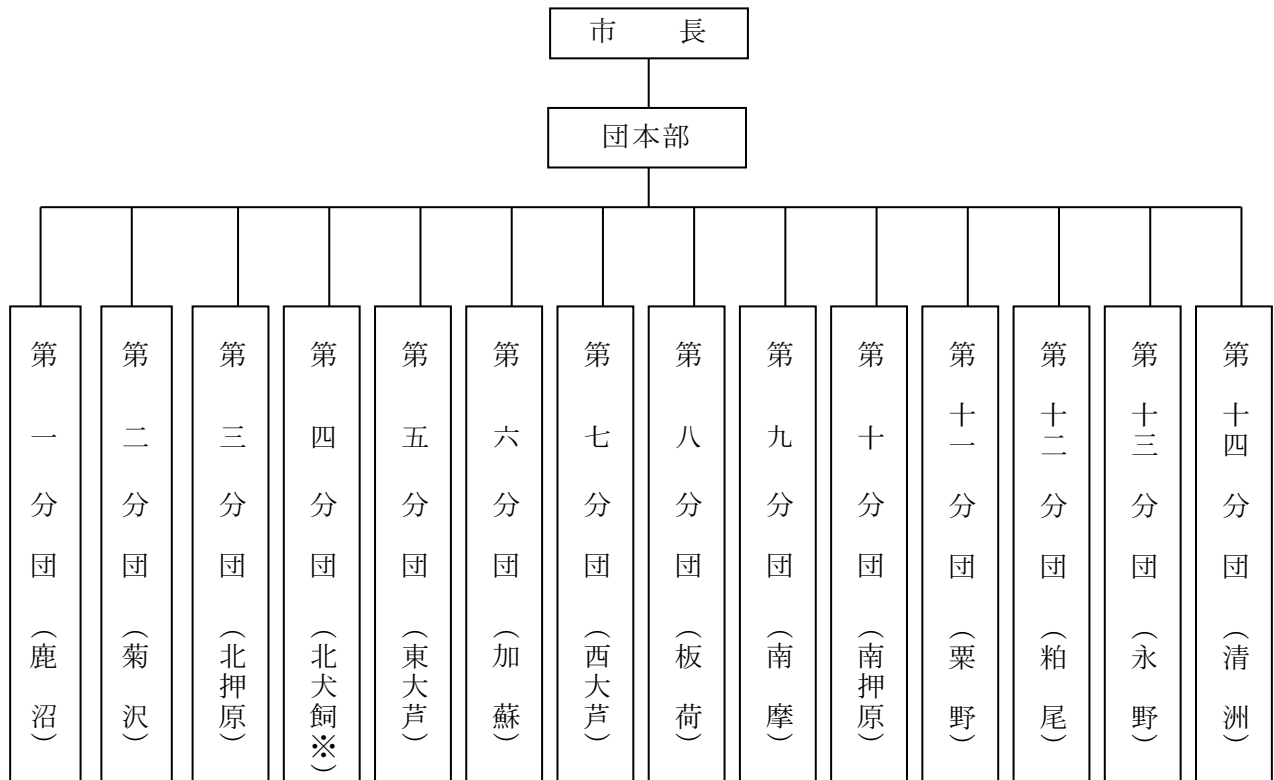 市　　長
団本部
第一分団（鹿沼）
第二分団（菊沢）
第三分団（北押原）
第四分団（北犬飼※）
第五分団（東大芦）
第六分団（加蘇）
第七分団（西大芦）
第八分団（板荷）
第九分団（南摩）
第十分団（南押原）
第十一分団（粟野）
第十二分団（粕尾）
第十三分団（永野）
第十四分団（清洲）